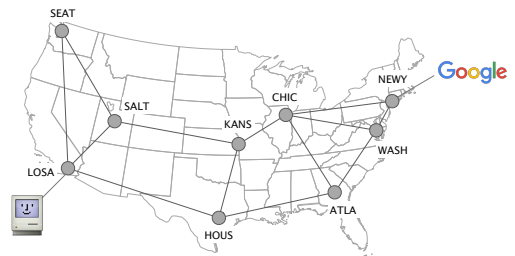 SEAT
Google
NEWY
CHIC
SALT
KANS
WASH
LOSA
ATLA
HOUS